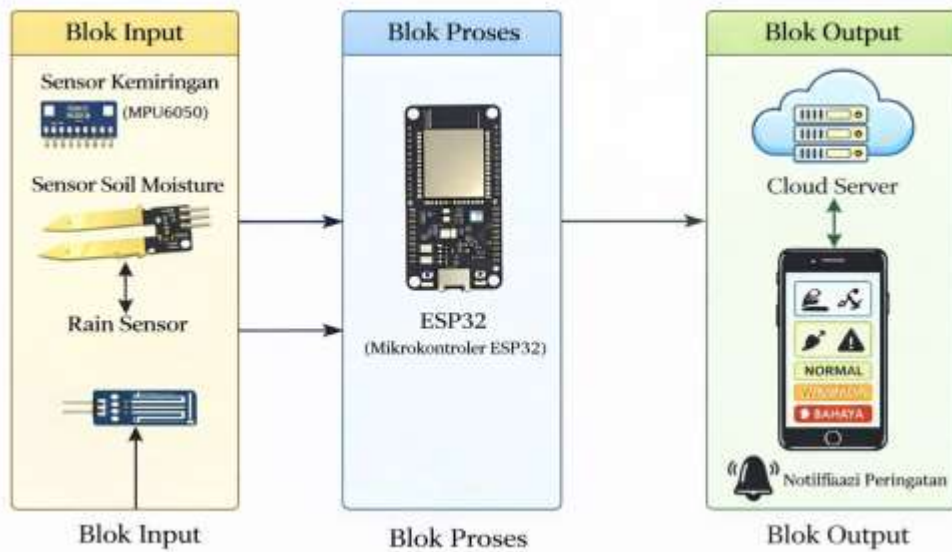 Blok Input
Sensor Kemiringan
(MPU6050)
Sensor Soil Moisture
Rain Sensor
Blok Input
Blok Proses
ESP32
(Mikrokontroler ESP32)
Blok Proses
Blok Output
Cloud Server
NORMAL
BAHAYA
Notilfiaazi Peringatan
Blok Output